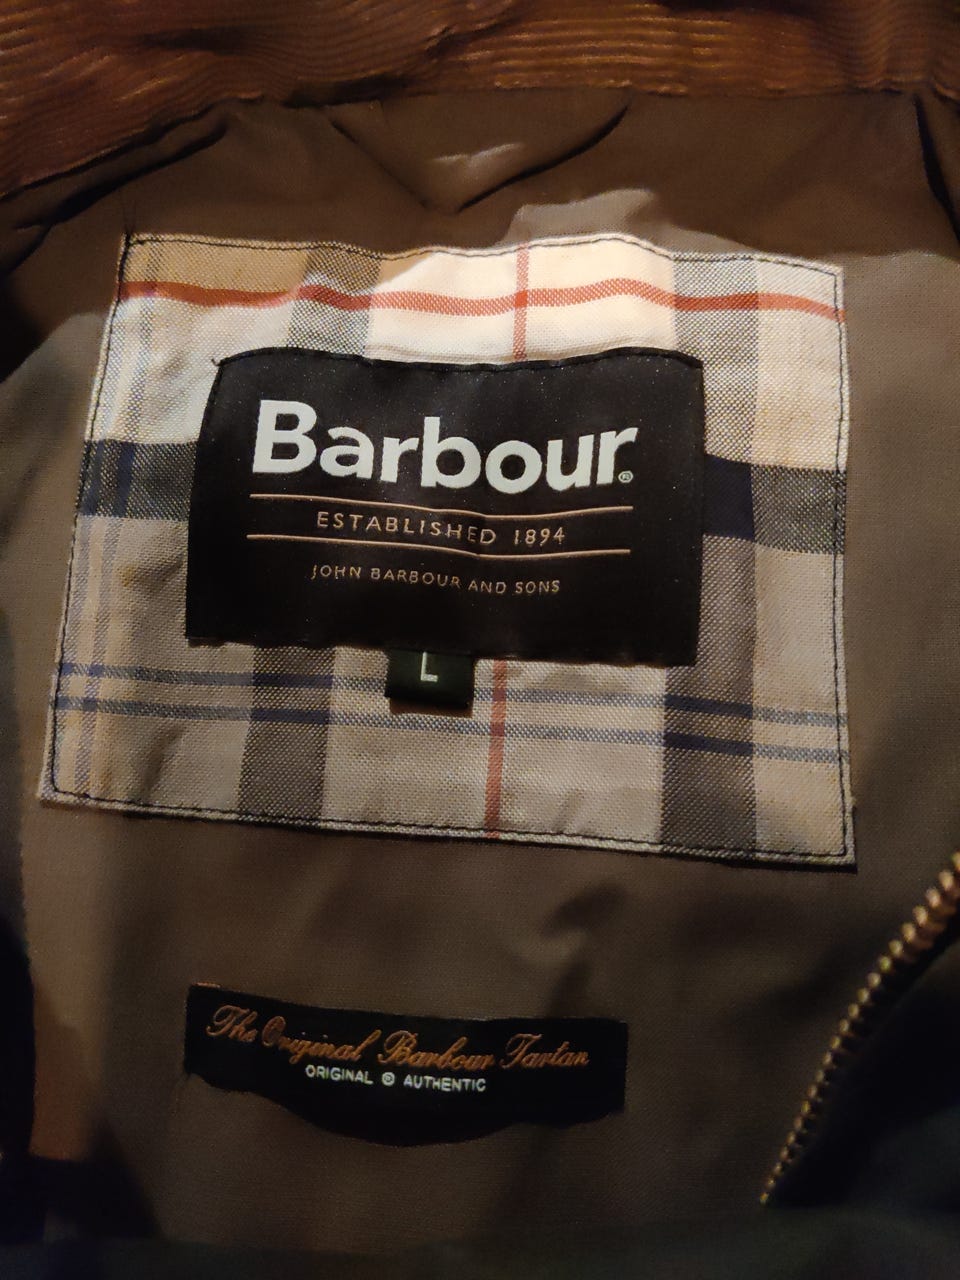 Barbour®
ESTABLISHED 1894
JOHN BARBOUR AND SONS
L
The Original Barbour Tartan
ORIGINAL ® AUTHENTIC